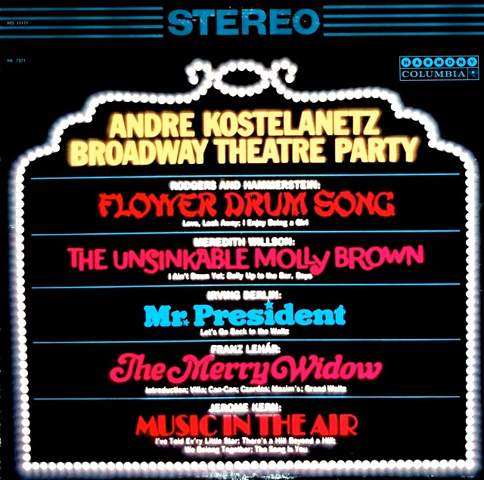 STEREO
HARMONY
COLUMBIA
ANDRE KOSTELANETZ
BROADWAY THEATRE PARTY
RODGERS AND HAMMERSTEIN:
FLOWER DRUM SONG
Love, Look Away; I Enjoy Being a Girl
MEREDITH WILLSON:
THE UNSINKABLE MOLLY BROWN
I Ain't Down Yet; Belly Up to the Bar, Boys
IRVING BERLIN:
Mr. President
Let's Go Back to the Waltz
FRANZ LEHÁR:
The Merry Widow
Introduction; Vilia; Can-Can; Czardas; Maxim's; Grand Waltz
JEROME KERN:
MUSIC IN THE AIR
I've Told Ev'ry Little Star; There's a Hill Beyond a Hill;
We Belong Together; The Song Is You